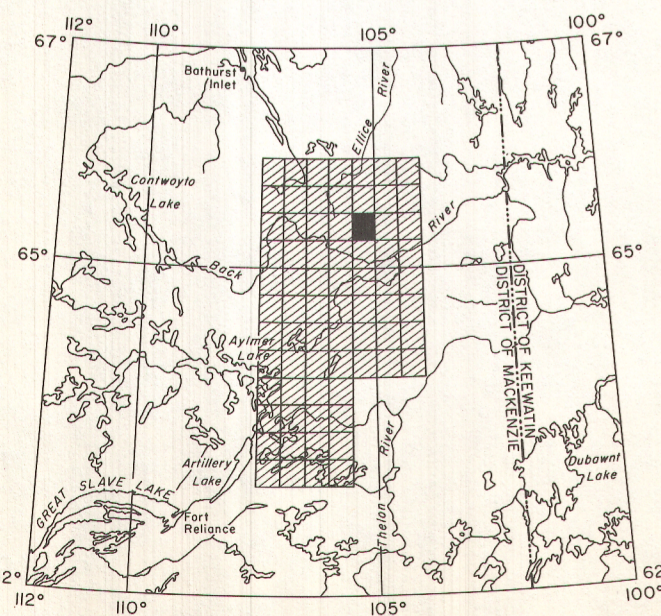 112° 110° 105° 100°
67° 67°
Bathurst
Inlet
River
Ellice
Contwoyto
Lake
River
65° 65°
Back
DISTRICT OF KEEWATIN
DISTRICT OF MACKENZIE
Aylmer
Lake
River
Artillery
Lake
Dubawnt
Lake
GREAT SLAVE LAKE
Fort
Reliance
Thelon
2° 62
112° 110° 105° 100°